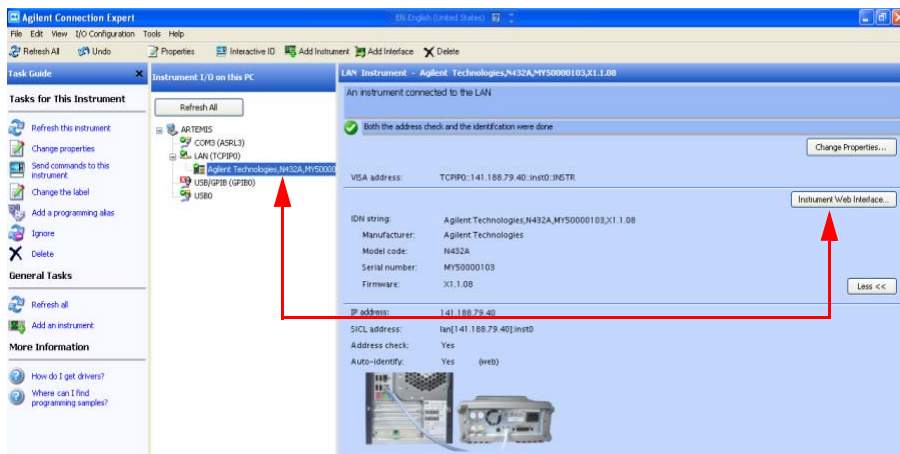 Agilent Connection Expert
EN English (United States)
File Edit View I/O Configuration Tools Help
Refresh All Undo Properties Interactive IO Add Instrument Add Interface Delete
Task Guide
Tasks for This Instrument
Refresh this instrument
Change properties
Send commands to this
instrument
Change the label
Add a programming alias
Ignore
Delete
General Tasks
Refresh all
Add an instrument
More Information
How do I get drivers?
Where can I find
programming samples?
Instrument I/O on this PC
Refresh All
ARTEMIS
COM3 (ASRL3)
LAN (TCPIP0)
Agilent Technologies,N432A,MY50000
USB/GPIB (GPIB0)
USB0
LAN Instrument - Agilent Technologies,N432A,MY50000103,X1.1.08
An instrument connected to the LAN
Both the address check and the identifcation were done
Change Properties...
VISA address: TCPIP0::141.188.79.40::inst0::INSTR
Instrument Web Interface...
IDN string: Agilent Technologies,N432A,MY50000103,X1.1.08
Manufacturer: Agilent Technologies
Model code: N432A
Serial number: MY50000103
Firmware: X1.1.08
Less <<
IP address: 141.188.79.40
SICL address: lan[141.188.79.40]:inst0
Address check: Yes
Auto-identify: Yes (web)